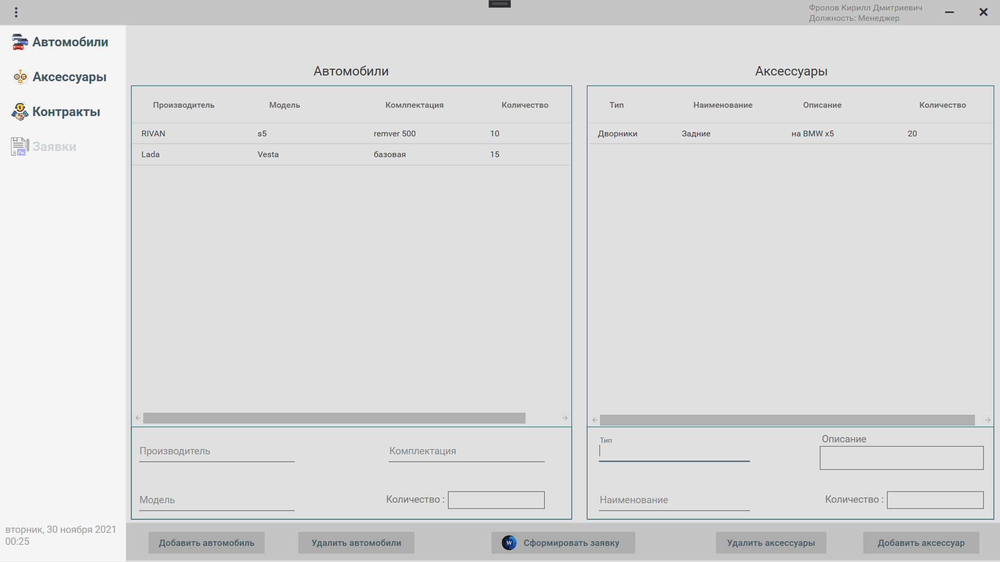 Фролов Кирилл Дмитриевич
Должность: Менеджер
Автомобили
Аксессуары
Контракты
Заявки
Автомобили
Производитель Модель Комлпектация Количество
RIVAN s5 remver 500 10
Lada Vesta базовая 15
Аксессуары
Тип Наименование Описание Количество
Дворники Задние на BMW x5 20
Производитель Комплектация
Модель Количество :
Тип Описание
Наименование Количество :
вторник, 30 ноября 2021
00:25
Добавить автомобиль Удалить автомобили W Сформировать заявку Удалить аксессуары Добавить аксессуар